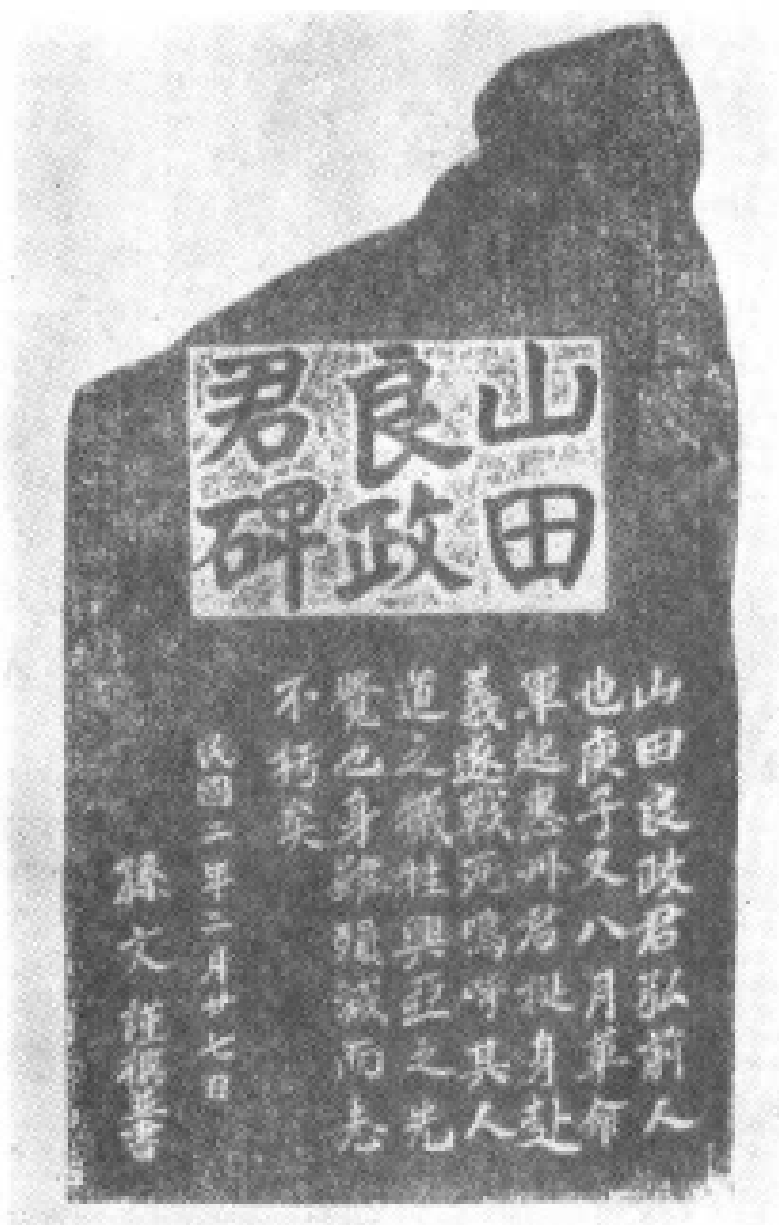 山田
良政
君碑
山田良政君弘前人
也庚子又八月革命
軍起惠州君挺身赴
義遂戰死嗚呼其人
道之犧牲興亞之先
覺也身雖殞滅而志
不朽矣
民國二年二月廿七日
孫文謹撰並書